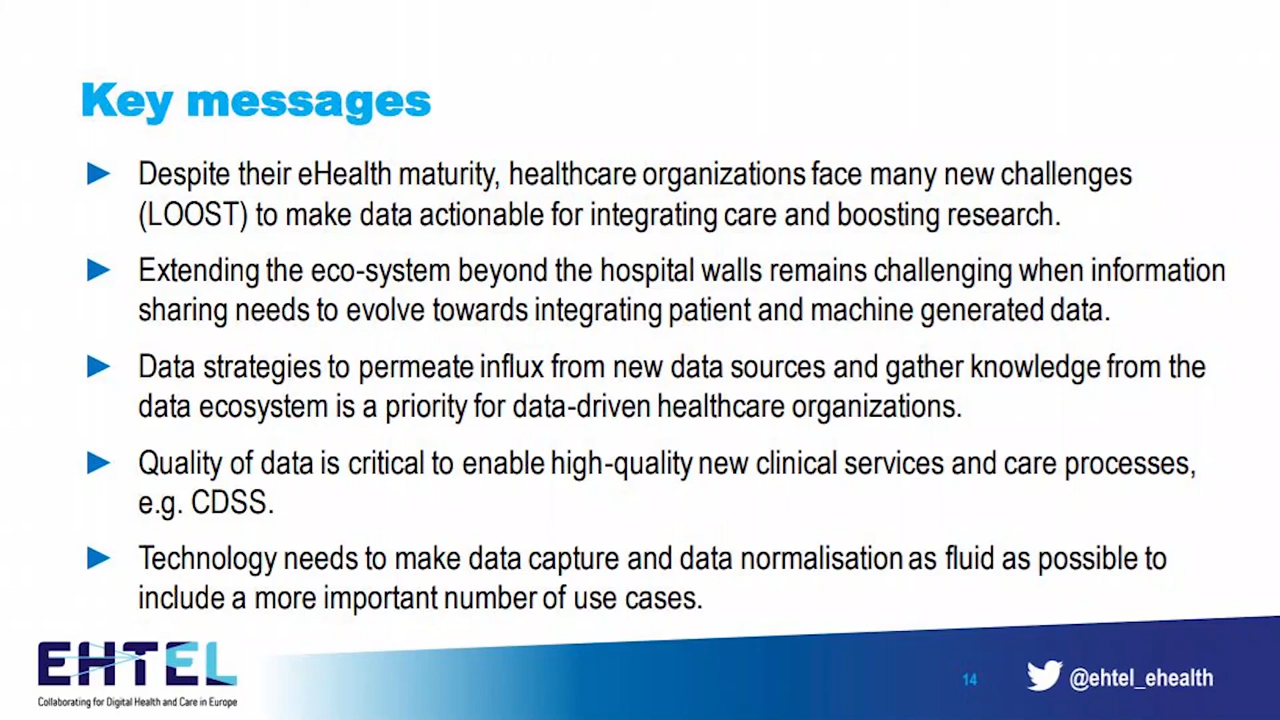 Key messages
Despite their eHealth maturity, healthcare organizations face many new challenges
(LOOST) to make data actionable for integrating care and boosting research.
Extending the eco-system beyond the hospital walls remains challenging when information
sharing needs to evolve towards integrating patient and machine generated data.
Data strategies to permeate influx from new data sources and gather knowledge from the
data ecosystem is a priority for data-driven healthcare organizations.
Quality of data is critical to enable high-quality new clinical services and care processes,
e.g. CDSS.
Technology needs to make data capture and data normalisation as fluid as possible to
include a more important number of use cases.
EHTEL
Collaborating for Digital Health and Care in Europe
14
@ehtel_ehealth